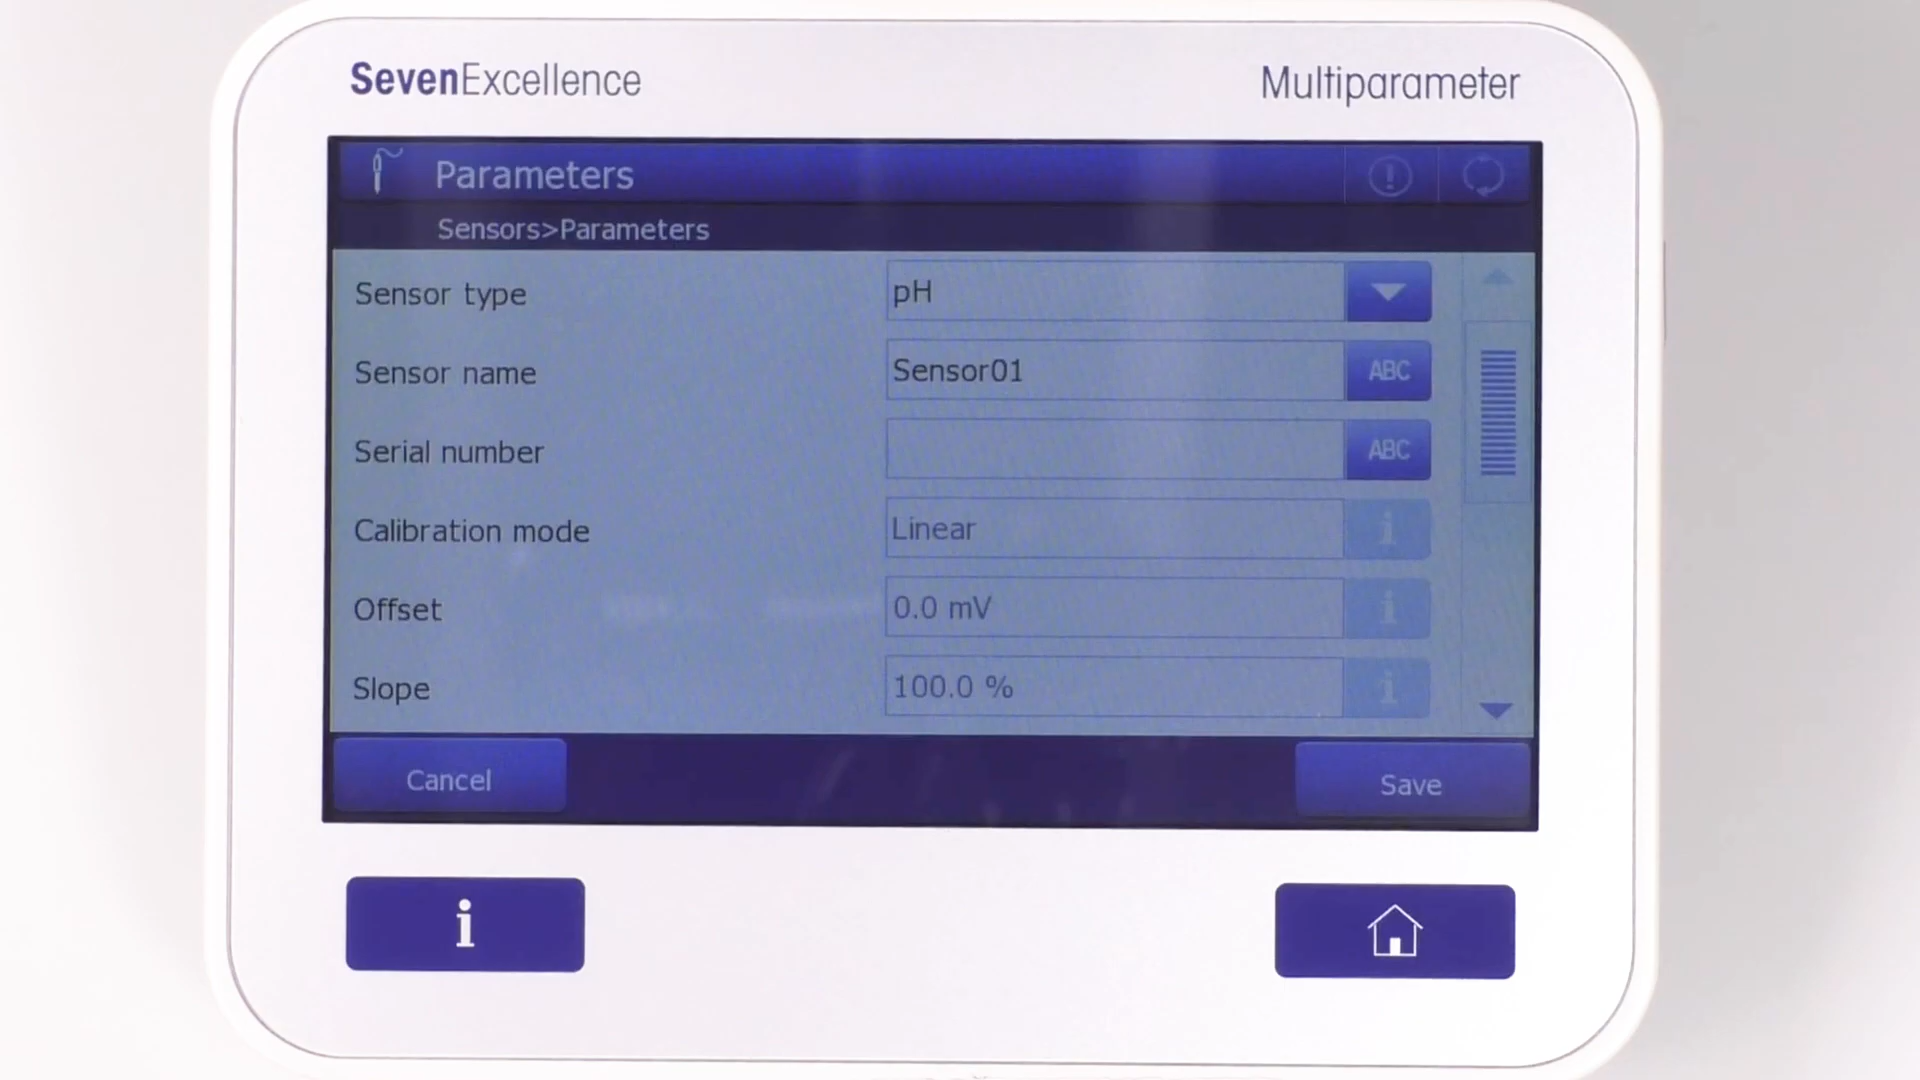 SevenExcellence
Multiparameter
Parameters
Sensors>Parameters
Sensor type
pH
Sensor name
Sensor01
ABC
Serial number
ABC
Calibration mode
Linear
i
Offset
0.0 mV
i
Slope
100.0 %
i
Cancel
Save
i